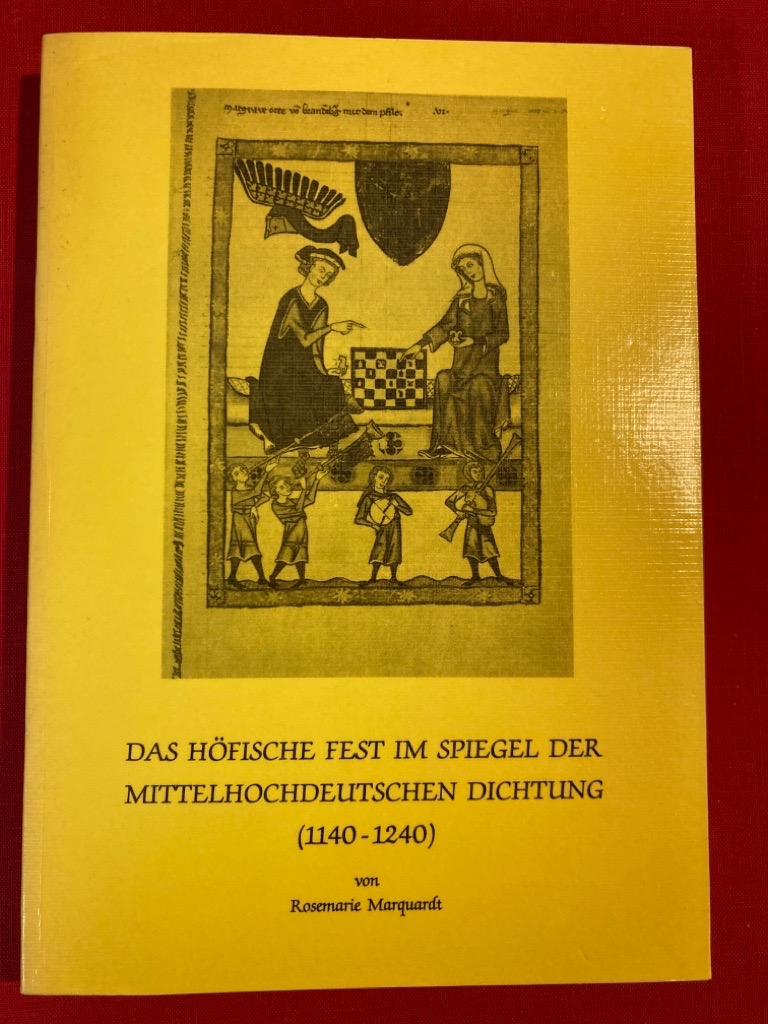 DAS HÖFISCHE FEST IM SPIEGEL DER
MITTELHOCHDEUTSCHEN DICHTUNG
(1140-1240)
von
Rosemarie Marquardt